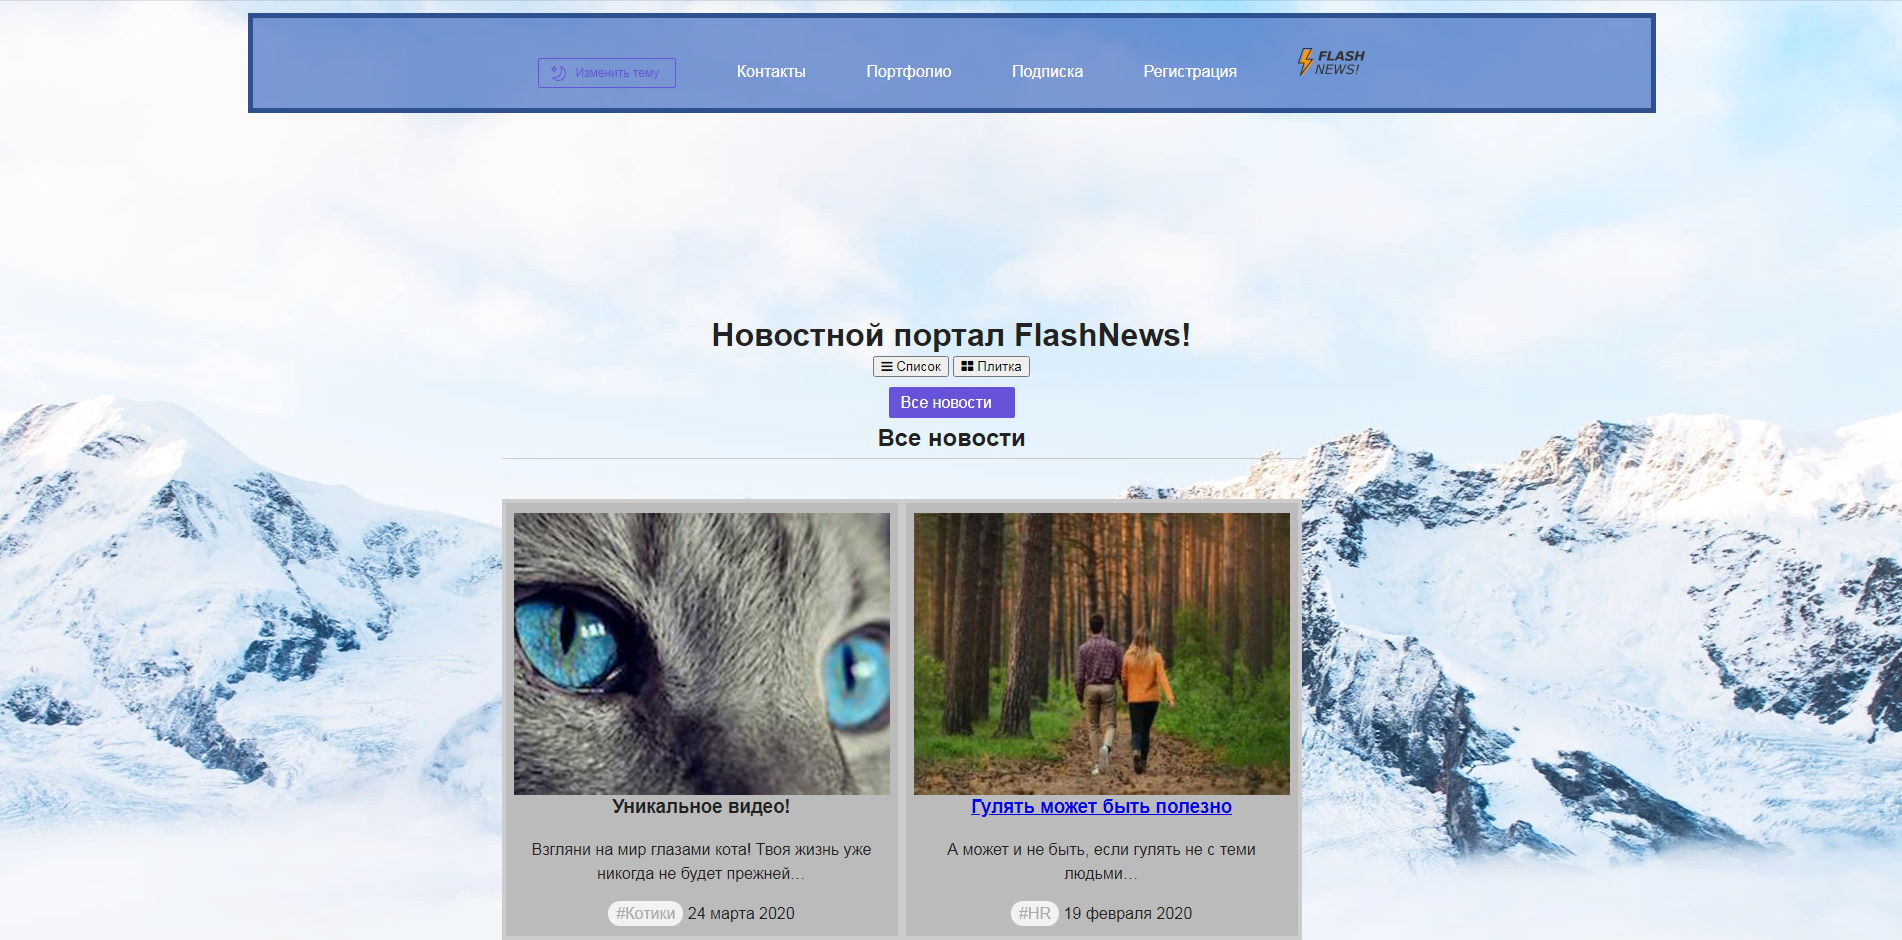 Изменить тему
Контакты
Портфолио
Подписка
Регистрация
FLASH
NEWS!
Новостной портал FlashNews!
Список
Плитка
Все новости
Все новости
Уникальное видео!
Взгляни на мир глазами кота! Твоя жизнь уже
никогда не будет прежней...
#Котики 24 марта 2020
Гулять может быть полезно
А может и не быть, если гулять не с теми
людьми...
#HR 19 февраля 2020